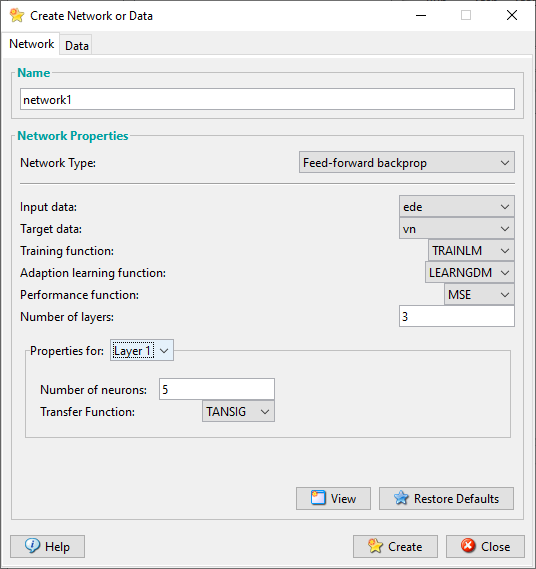 Create Network or Data
Network Data
Name
network1
Network Properties
Network Type: Feed-forward backprop
Input data: ede
Target data: vn
Training function: TRAINLM
Adaption learning function: LEARNGDM
Performance function: MSE
Number of layers: 3
Properties for: Layer 1
Number of neurons: 5
Transfer Function: TANSIG
View Restore Defaults
Help Create Close